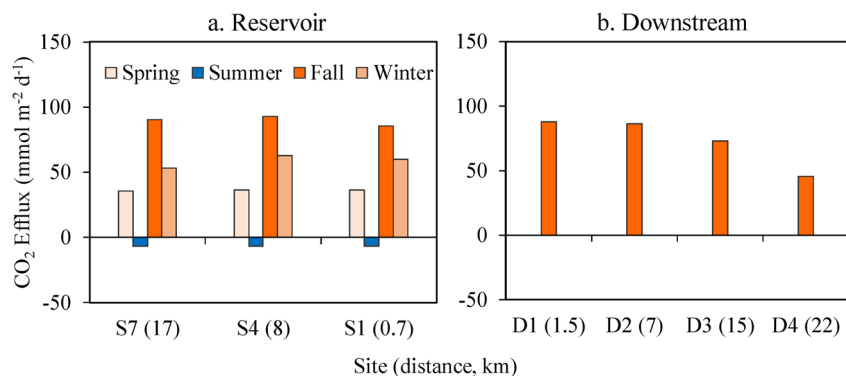 a. Reservoir
b. Downstream
CO2 Efflux (mmol m-2 d-1)
150
100
50
0
-50
Spring Summer Fall Winter
S7 (17) S4 (8) S1 (0.7)
150
100
50
0
-50
D1 (1.5) D2 (7) D3 (15) D4 (22)
Site (distance, km)